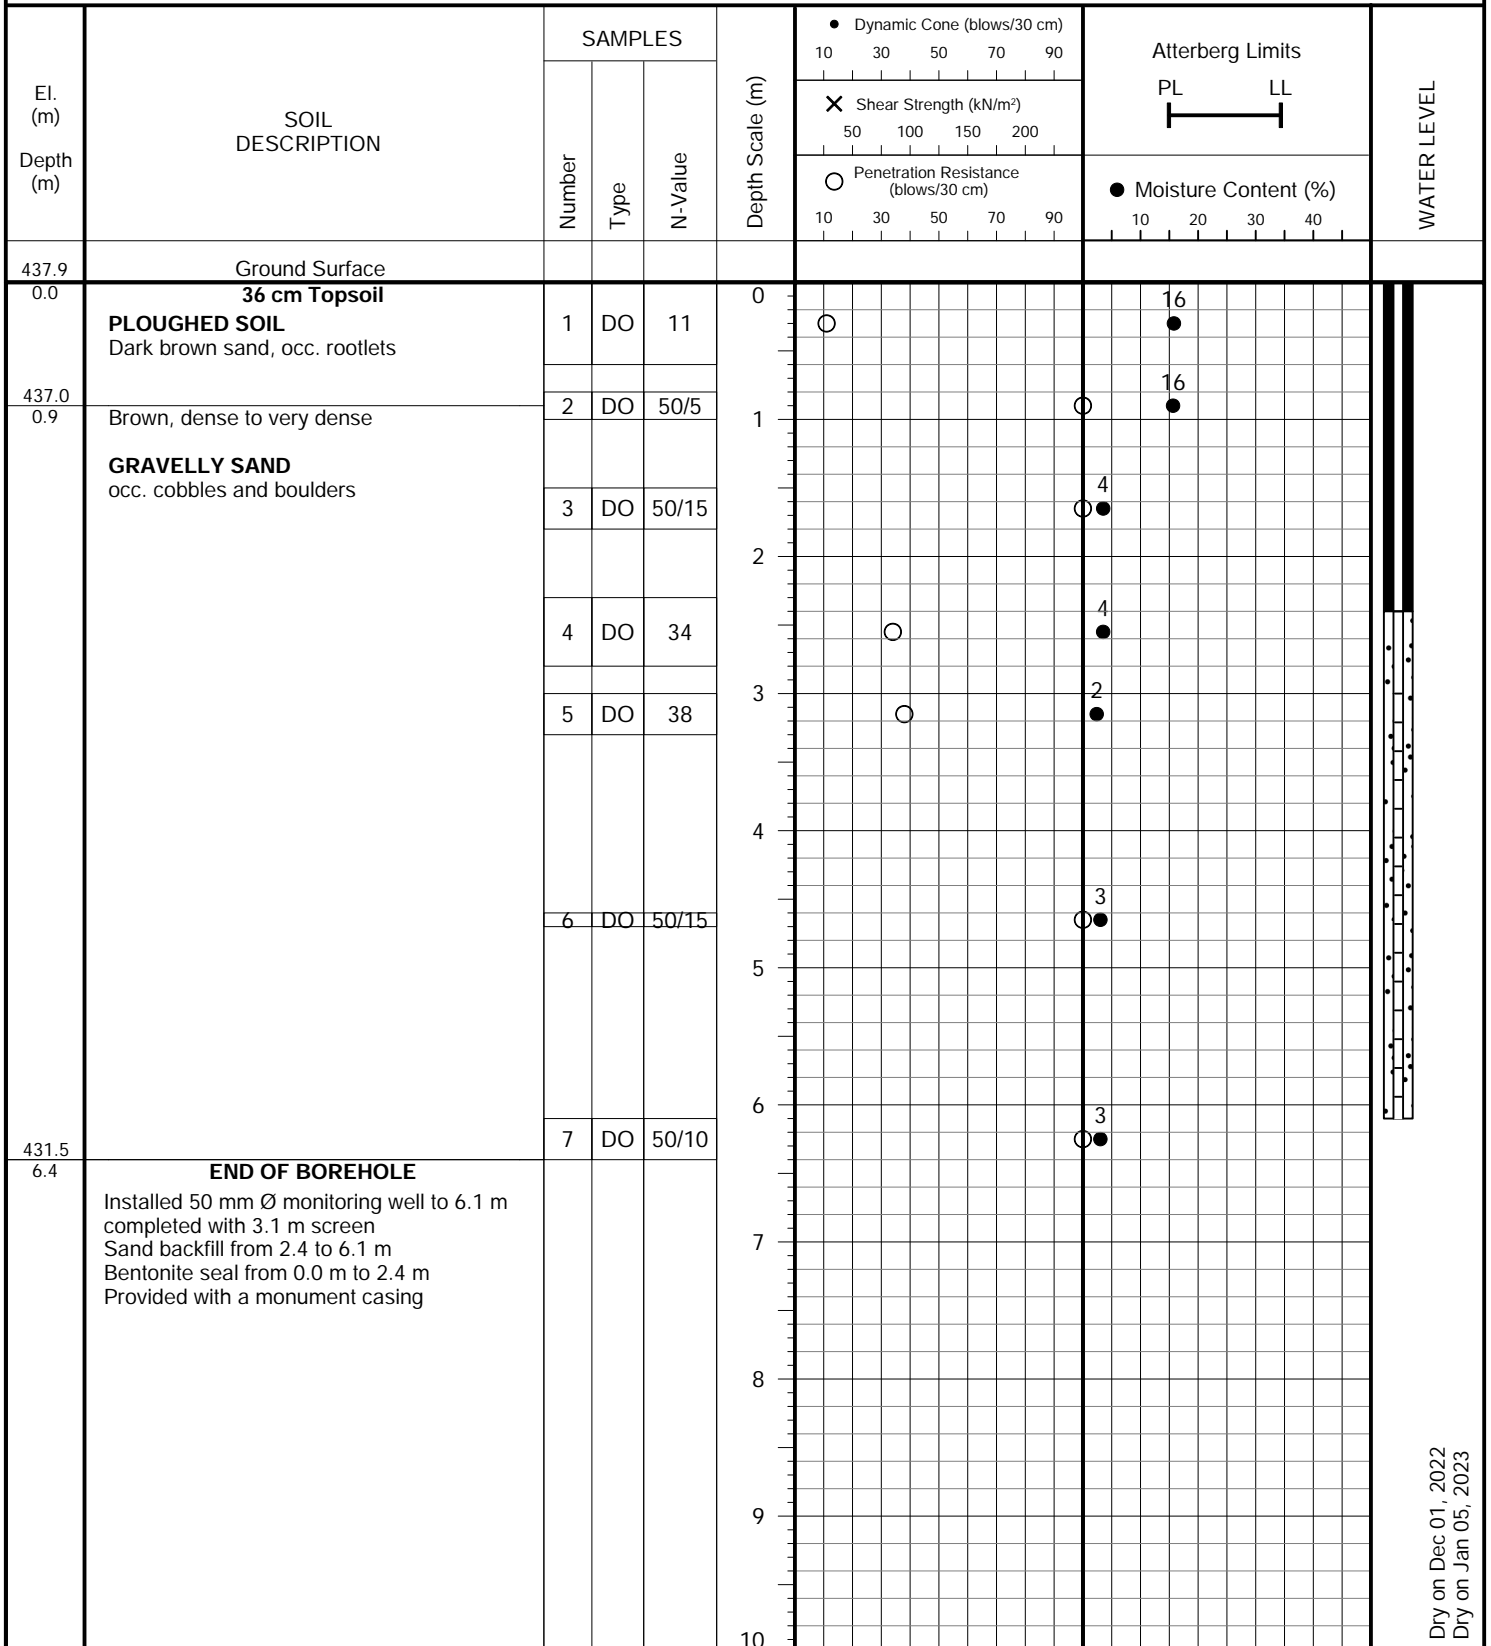 El.
(m)
Depth
(m)
SOIL
DESCRIPTION
SAMPLES
Number
Type
N-Value
Depth Scale (m)
● Dynamic Cone (blows/30 cm)
10 30 50 70 90
✕ Shear Strength (kN/m²)
50 100 150 200
○ Penetration Resistance
(blows/30 cm)
10 30 50 70 90
Atterberg Limits
PL LL
● Moisture Content (%)
10 20 30 40
WATER LEVEL
437.9 Ground Surface
0.0 36 cm Topsoil 0
16
PLOUGHED SOIL 1 DO 11
Dark brown sand, occ. rootlets
16
437.0
2 DO 50/5
0.9 Brown, dense to very dense 1
GRAVELLY SAND
occ. cobbles and boulders
4
3 DO 50/15
2
4
4 DO 34
2
3
5 DO 38
4
3
6 DO 50/15
5
6
3
7 DO 50/10
431.5
6.4 END OF BOREHOLE
Installed 50 mm Ø monitoring well to 6.1 m
completed with 3.1 m screen
Sand backfill from 2.4 to 6.1 m 7
Bentonite seal from 0.0 m to 2.4 m
Provided with a monument casing
8
9
10
Dry on Dec 01, 2022
Dry on Jan 05, 2023